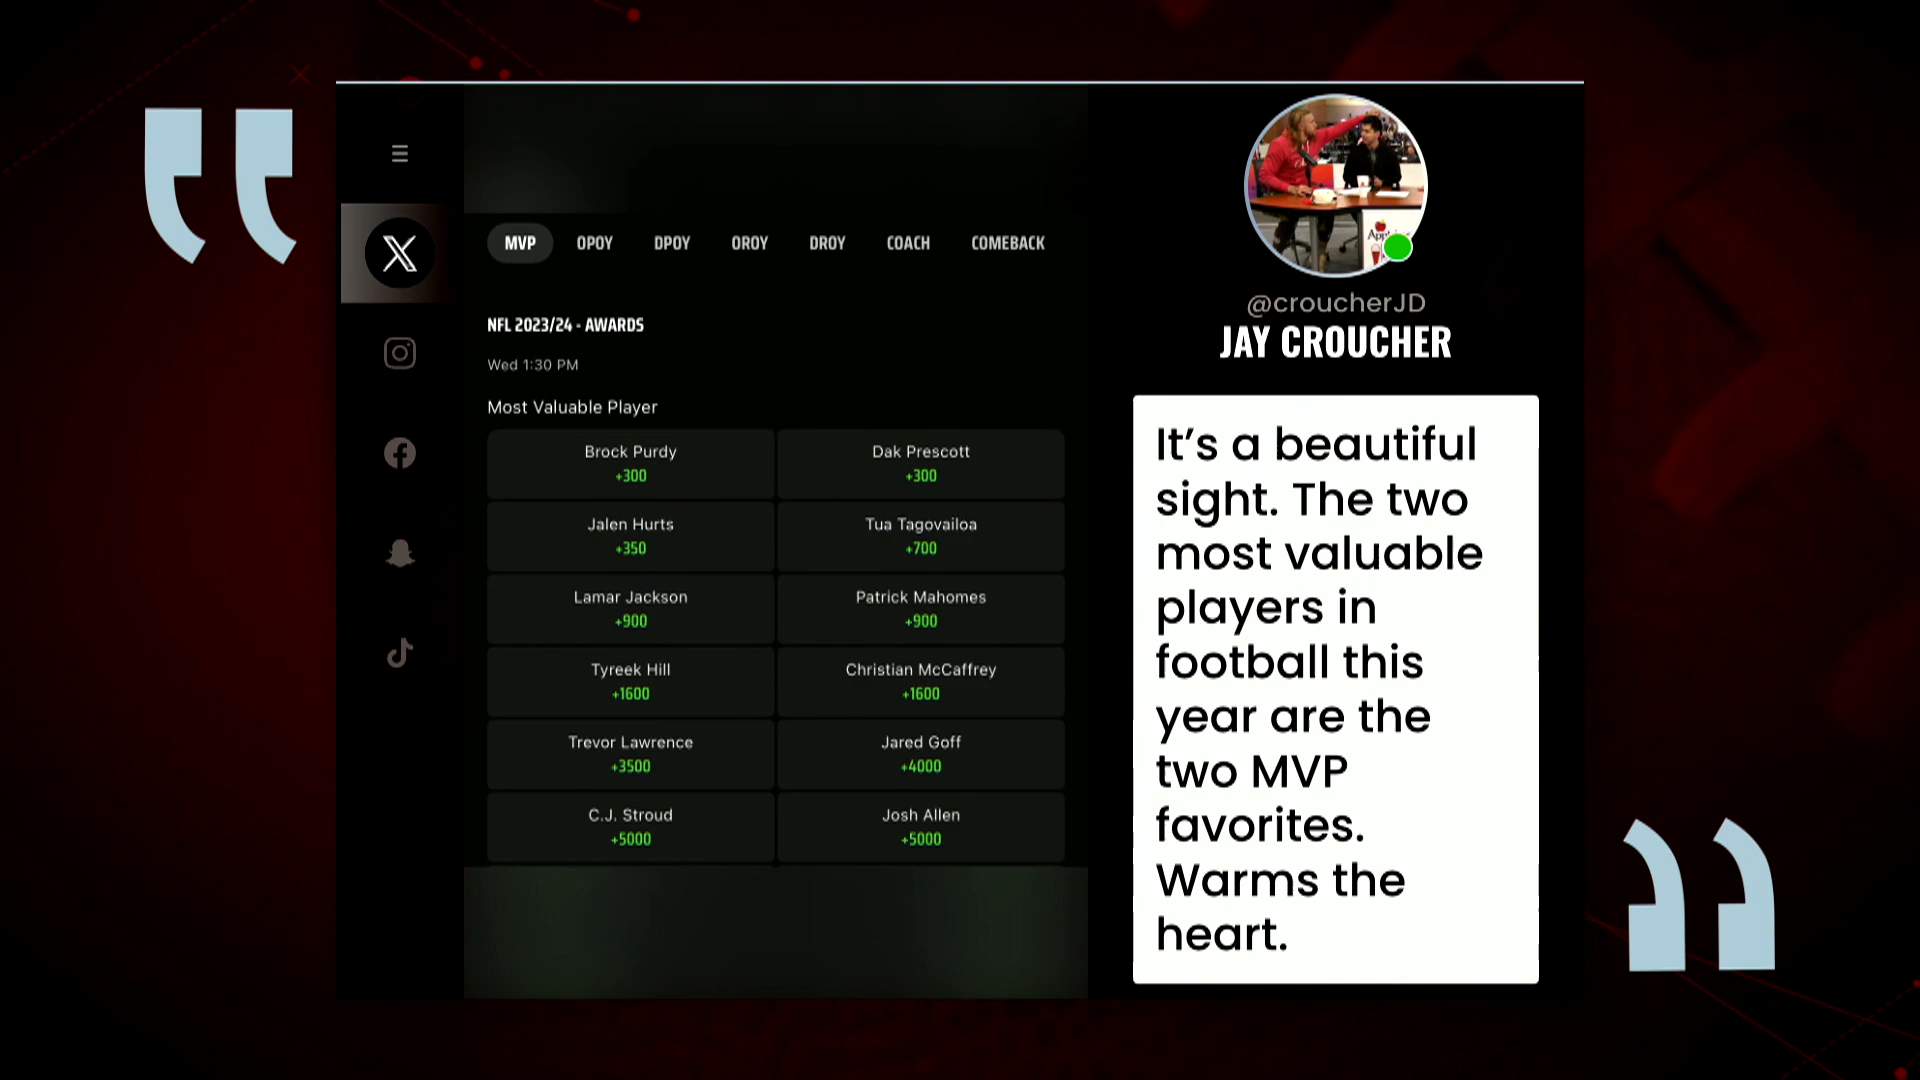 MVP OPOY DPOY OROY DROY COACH COMEBACK
NFL 2023/24 - AWARDS
Wed 1:30 PM
Most Valuable Player
Brock Purdy
+300
Dak Prescott
+300
Jalen Hurts
+350
Tua Tagovailoa
+700
Lamar Jackson
+900
Patrick Mahomes
+900
Tyreek Hill
+1600
Christian McCaffrey
+1600
Trevor Lawrence
+3500
Jared Goff
+4000
C.J. Stroud
+5000
Josh Allen
+5000
@croucherJD
JAY CROUCHER
It’s a beautiful
sight. The two
most valuable
players in
football this
year are the
two MVP
favorites.
Warms the
heart.